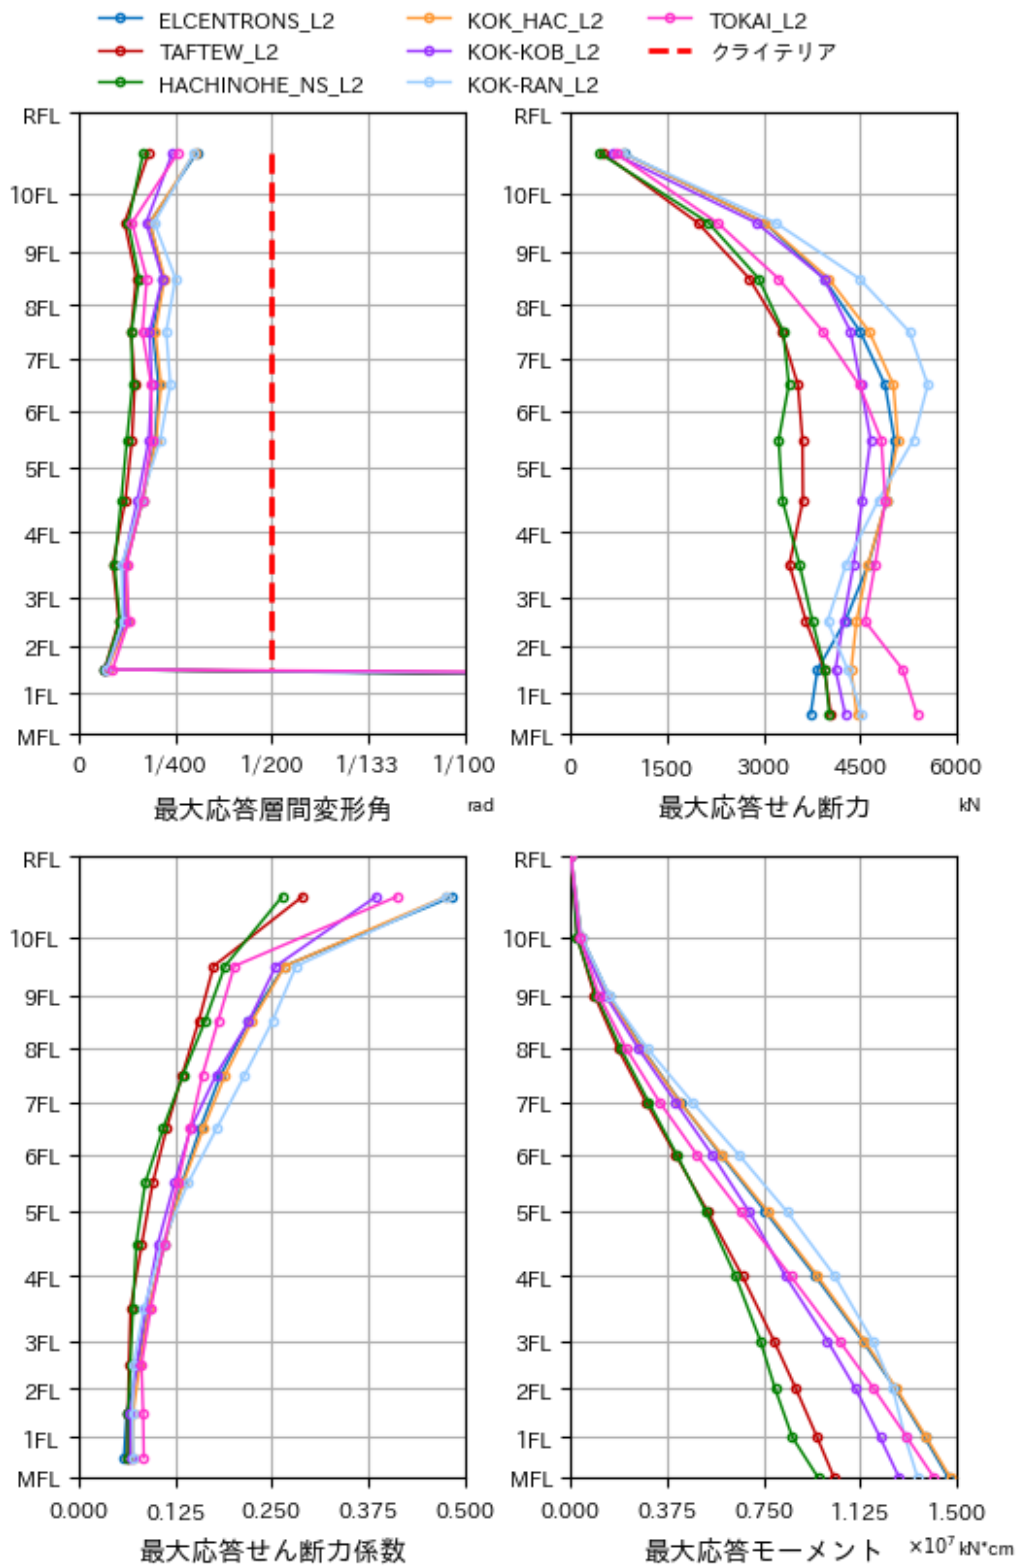 ELCENTRONS_L2 KOK_HAC_L2 TOKAI_L2
TAFTEW_L2 KOK-KOB_L2 クライテリア
HACHINOHE_NS_L2 KOK-RAN_L2
RFL
10FL
9FL
8FL
7FL
6FL
5FL
4FL
3FL
2FL
1FL
MFL
0 1/400 1/200 1/133 1/100
最大応答層間変形角 rad
RFL
10FL
9FL
8FL
7FL
6FL
5FL
4FL
3FL
2FL
1FL
MFL
0 1500 3000 4500 6000
最大応答せん断力 kN
RFL
10FL
9FL
8FL
7FL
6FL
5FL
4FL
3FL
2FL
1FL
MFL
0.000 0.125 0.250 0.375 0.500
最大応答せん断力係数
RFL
10FL
9FL
8FL
7FL
6FL
5FL
4FL
3FL
2FL
1FL
MFL
0.000 0.375 0.750 1.125 1.500
最大応答モーメント ×10⁷ kN*cm